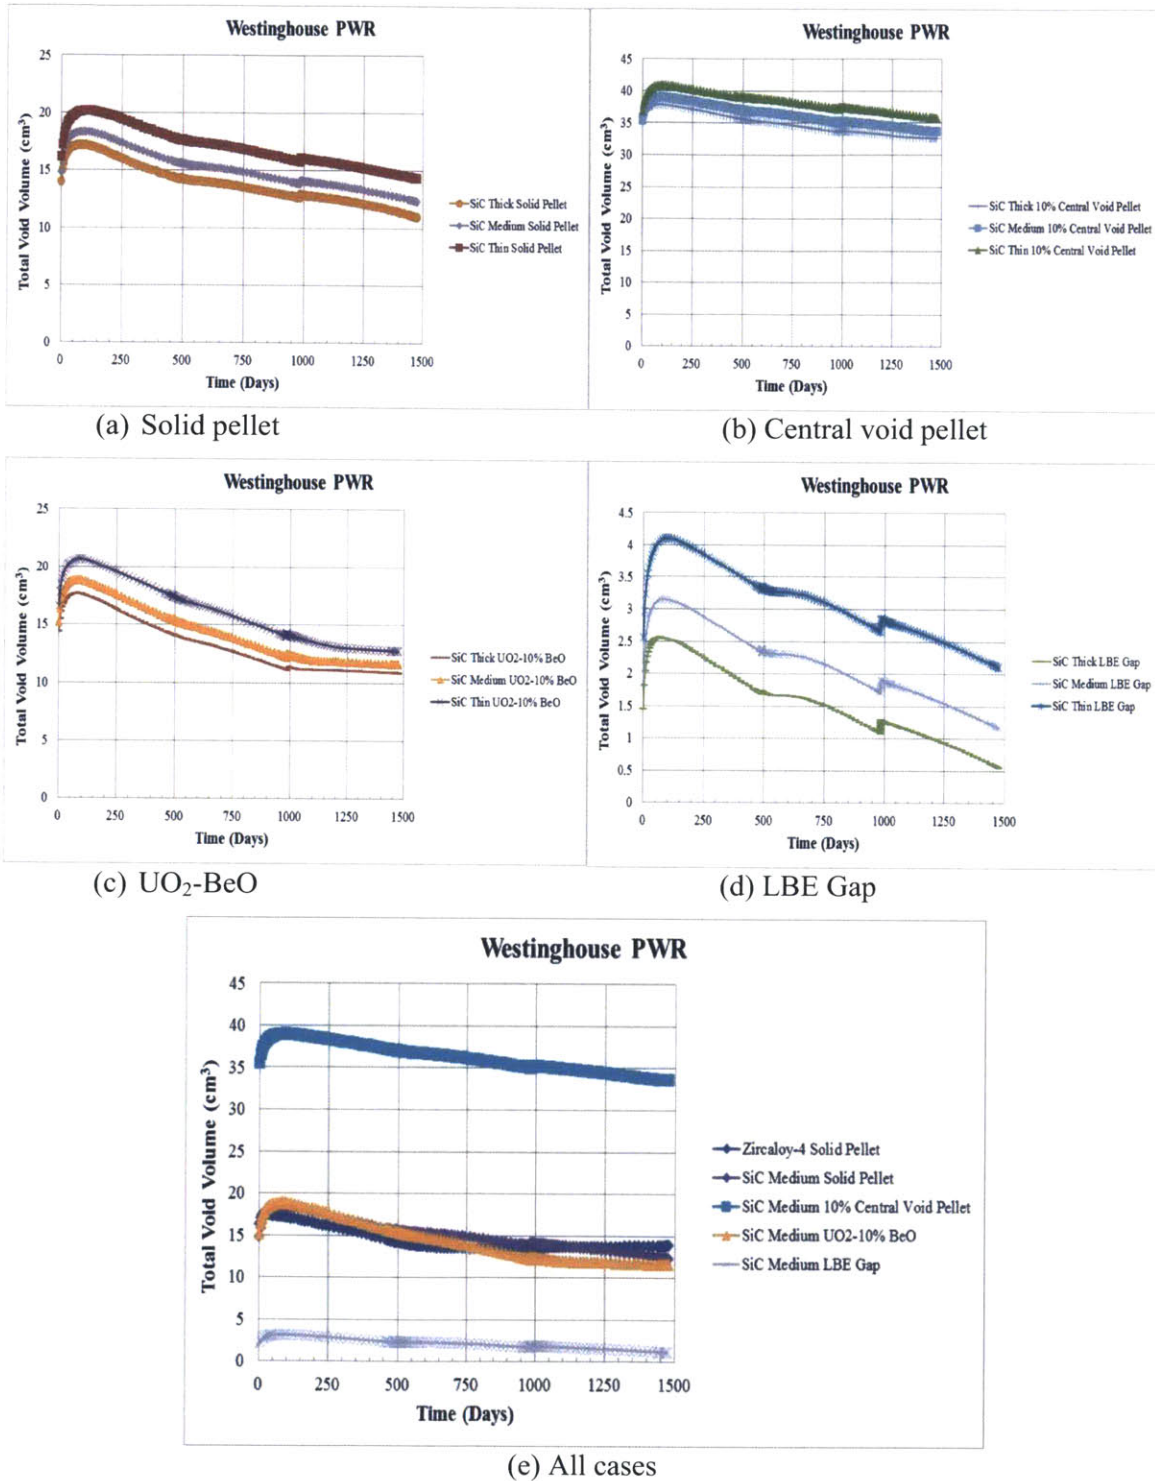 Westinghouse PWR
Total Void Volume (cm³)
25
20
15
10
5
0
0 250 500 750 1000 1250 1500
Time (Days)
SiC Thick Solid Pellet
SiC Medium Solid Pellet
SiC Thin Solid Pellet
(a) Solid pellet
Westinghouse PWR
Total Void Volume (cm³)
45
40
35
30
25
20
15
10
5
0
0 250 500 750 1000 1250 1500
Time (Days)
SiC Thick 10% Central Void Pellet
SiC Medium 10% Central Void Pellet
SiC Thin 10% Central Void Pellet
(b) Central void pellet
Westinghouse PWR
Total Void Volume (cm³)
25
20
15
10
5
0
0 250 500 750 1000 1250 1500
Time (Days)
SiC Thick UO2-10% BeO
SiC Medium UO2-10% BeO
SiC Thin UO2-10% BeO
(c) UO₂-BeO
Westinghouse PWR
Total Void Volume (cm³)
4.5
4
3.5
3
2.5
2
1.5
1
0.5
0
0 250 500 750 1000 1250 1500
Time (Days)
SiC Thick LBE Gap
SiC Medium LBE Gap
SiC Thin LBE Gap
(d) LBE Gap
Westinghouse PWR
Total Void Volume (cm³)
45
40
35
30
25
20
15
10
5
0
0 250 500 750 1000 1250 1500
Time (Days)
Zircaloy-4 Solid Pellet
SiC Medium Solid Pellet
SiC Medium 10% Central Void Pellet
SiC Medium UO2-10% BeO
SiC Medium LBE Gap
(e) All cases